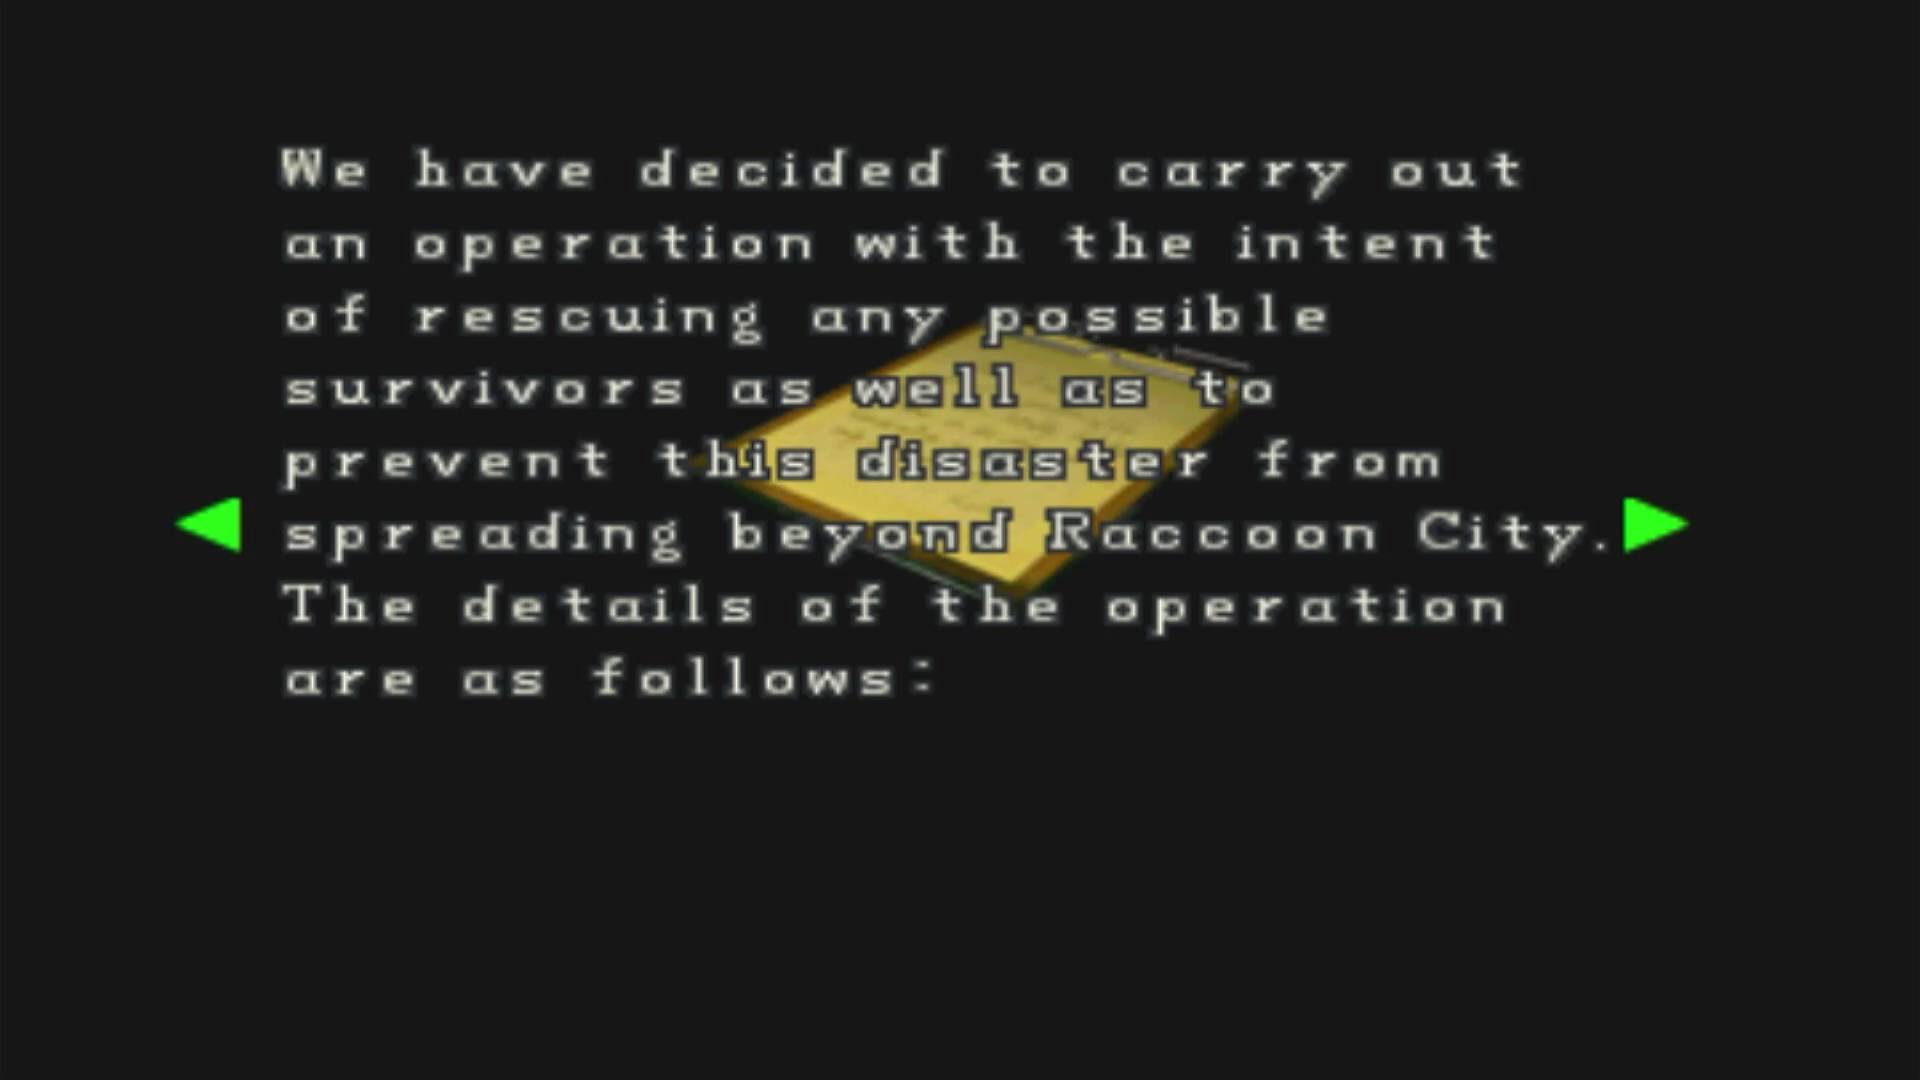 We have decided to carry out
an operation with the intent
of rescuing any possible
survivors as well as to
prevent this disaster from
spreading beyond Raccoon City.
The details of the operation
are as follows: